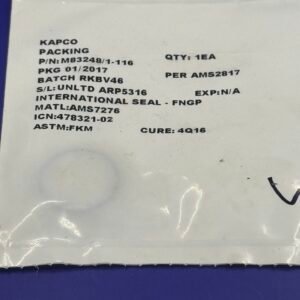 KAPCO
PACKING
P/N: M83248/1-116 QTY: 1EA
PKG 01/2017
BATCH RKBV46 PER AMS2817
S/L: UNLTD ARP5316 EXP:N/A
INTERNATIONAL SEAL - FNGP
MATL:AMS7276
ICN:478321-02
ASTM:FKM CURE: 4Q16